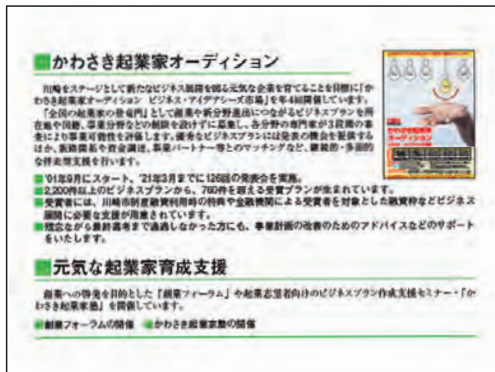 かわさき起業家オーディション
川崎をステージとして新たなビジネス展開を図る元気な企業を育てることを目標に「か
わさき起業家オーディション ビジネス・アイデアシーズ市場」を年4回開催しています。
「全国の起業家の登竜門」として創業や新分野進出につながるビジネスプランを所
在地や国籍、事業分野などの制限を設けずに募集し、各分野の専門家が3段階の審
査により事業可能性を評価します。優秀なビジネスプランには発表の機会を提供する
ほか、販路開拓や資金調達、事業パートナー等とのマッチングなど、継続的・多面的
な伴走型支援を行います。
'01年9月にスタート、'21年3月までに126回の発表会を実施。
2,200件以上のビジネスプランから、760件を超える受賞プランが生まれています。
受賞者には、川崎市制度融資利用時の特典や金融機関による受賞者を対象とした融資枠などビジネス
展開に必要な支援が用意されています。
残念ながら最終選考まで通過しなかった方にも、事業計画の改善のためのアドバイスなどのサポート
をいたします。
元気な起業家育成支援
創業への啓発を目的とした「創業フォーラム」や起業志望者向けのビジネスプラン作成支援セミナー・「か
わさき起業家塾」を開催しています。
創業フォーラムの開催 かわさき起業家塾の開催